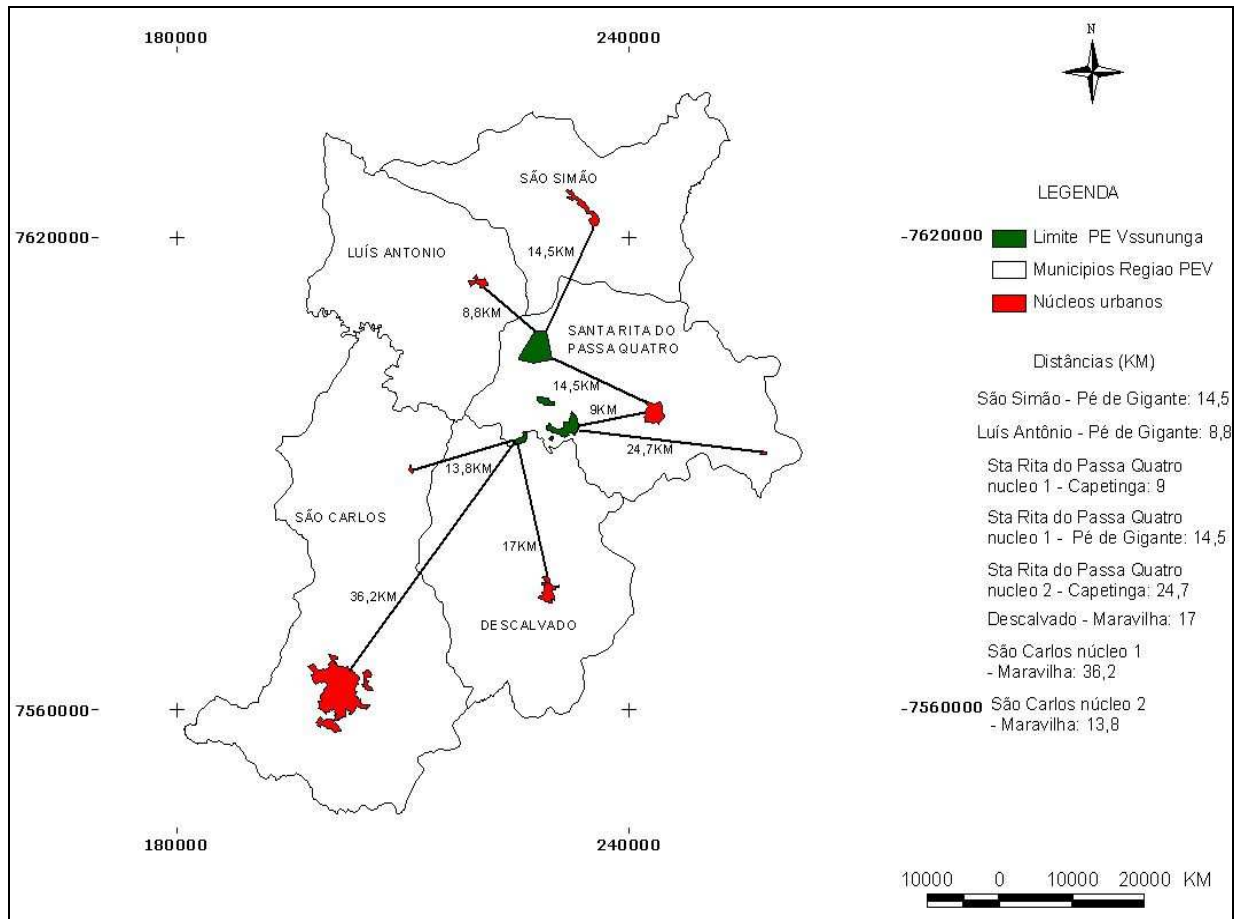 180000
240000
N
SÃO SIMÃO
7620000-
-7620000
LUÍS ANTONIO
14,5KM
8,8KM
SANTA RITA DO
PASSA QUATRO
14,5KM
9KM
24,7KM
13,8KM
SÃO CARLOS
17KM
36,2KM
DESCALVADO
7560000-
-7560000
180000
240000
LEGENDA
Limite PE Vssununga
Municipios Regiao PEV
Núcleos urbanos
Distâncias (KM)
São Simão - Pé de Gigante: 14,5
Luís Antônio - Pé de Gigante: 8,8
Sta Rita do Passa Quatro
nucleo 1 - Capetinga: 9
Sta Rita do Passa Quatro
nucleo 1 - Pé de Gigante: 14,5
Sta Rita do Passa Quatro
nucleo 2 - Capetinga: 24,7
Descalvado - Maravilha: 17
São Carlos núcleo 1
- Maravilha: 36,2
São Carlos núcleo 2
- Maravilha: 13,8
10000 0 10000 20000 KM